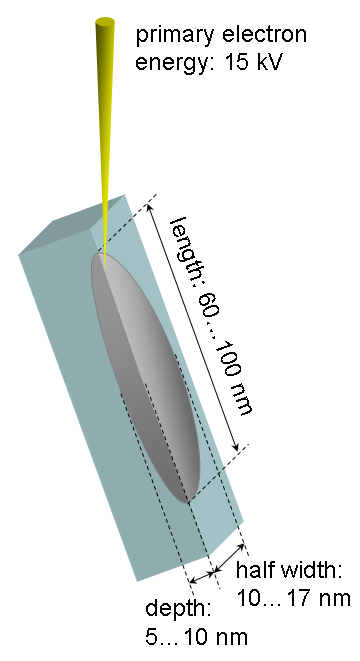 primary electron
energy: 15 kV
length: 60...100 nm
half width:
10...17 nm
depth:
5...10 nm